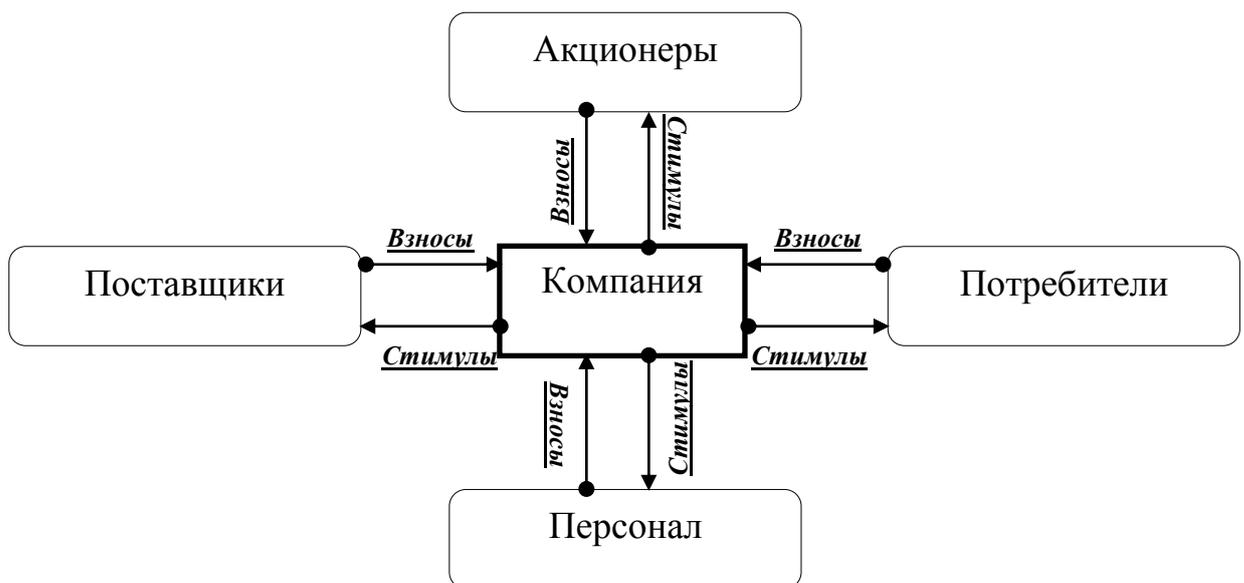 Акционеры
Взносы
Стимулы
Взносы
Взносы
Поставщики
Компания
Потребители
Стимулы
Стимулы
Взносы
Стимулы
Персонал